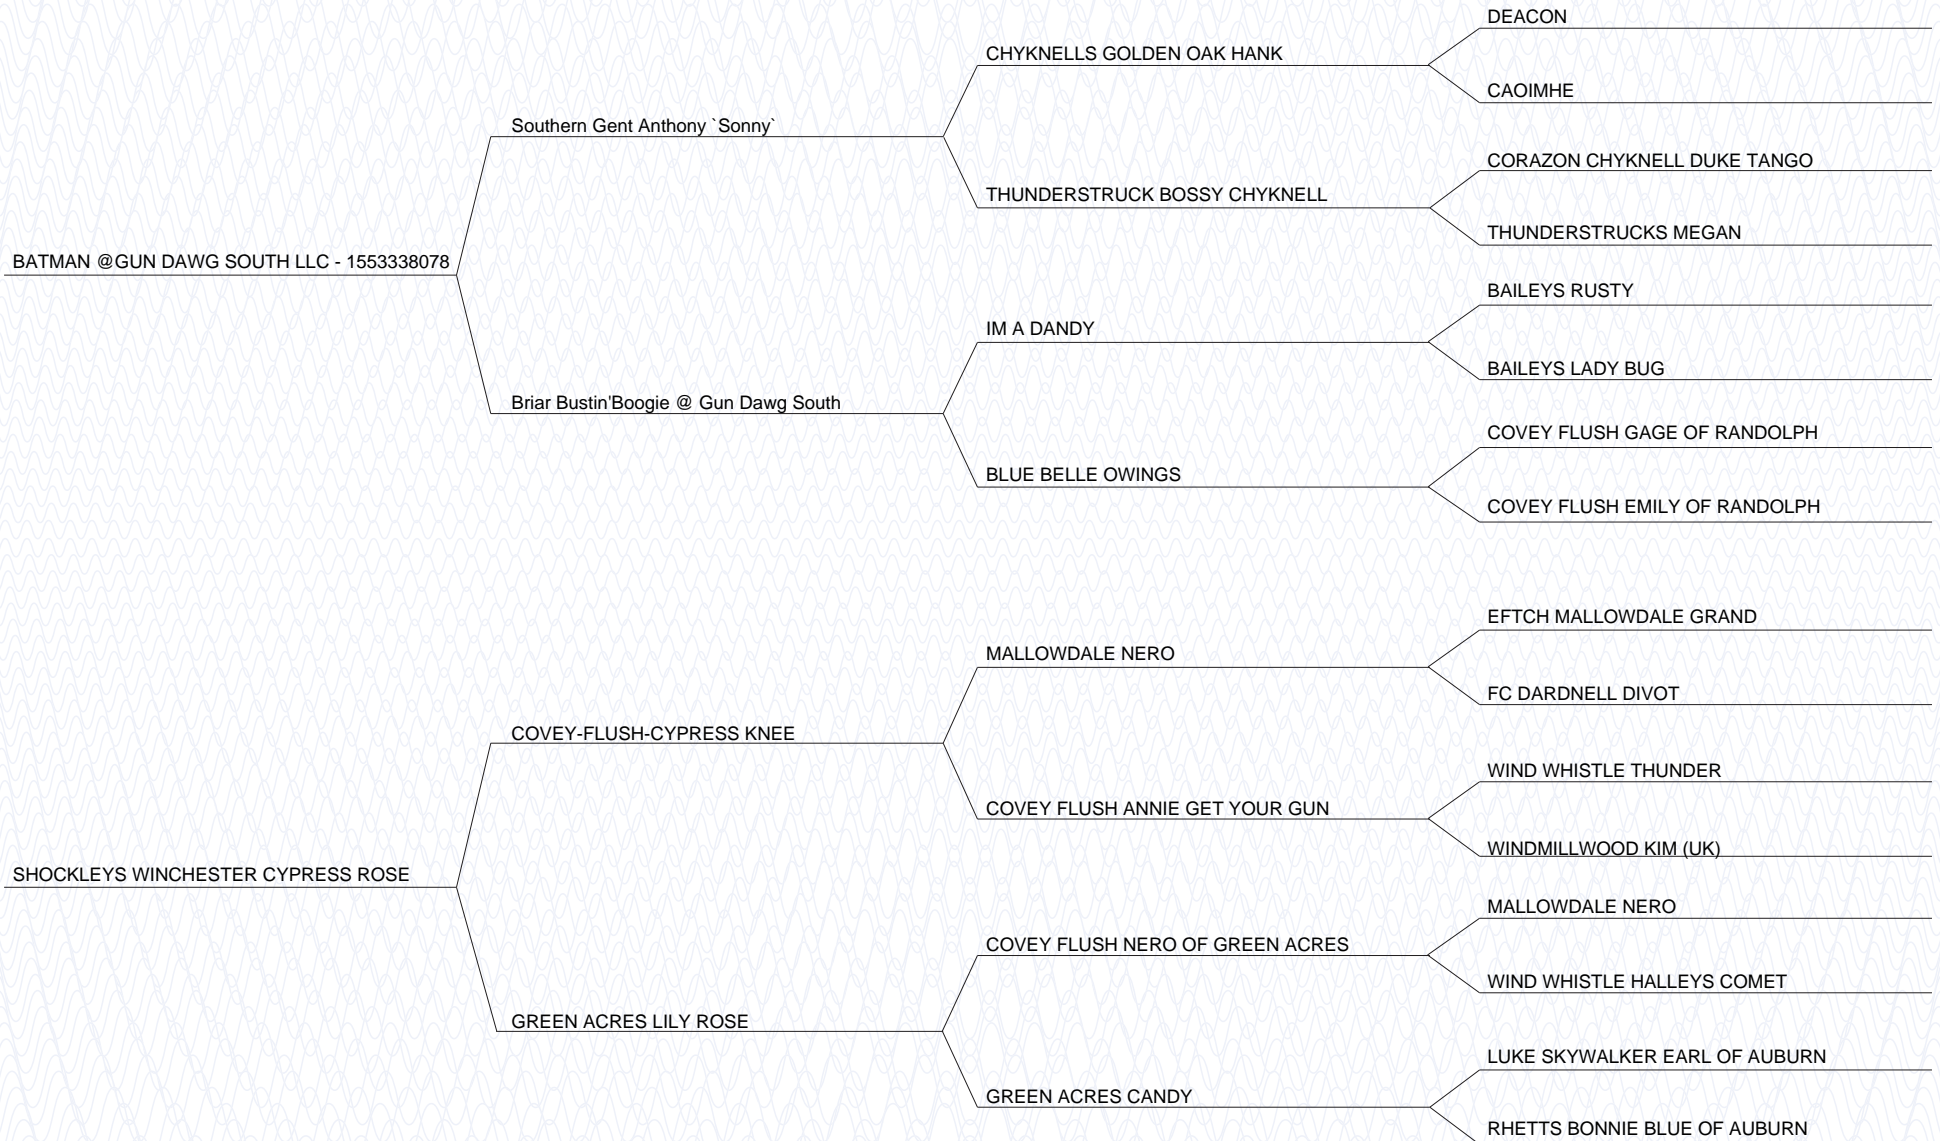 DEACON
CHYKNELLS GOLDEN OAK HANK
CAOIMHE
Southern Gent Anthony `Sonny`
CORAZON CHYKNELL DUKE TANGO
THUNDERSTRUCK BOSSY CHYKNELL
THUNDERSTRUCKS MEGAN
BATMAN @GUN DAWG SOUTH LLC - 1553338078
BAILEYS RUSTY
IM A DANDY
BAILEYS LADY BUG
Briar Bustin'Boogie @ Gun Dawg South
COVEY FLUSH GAGE OF RANDOLPH
BLUE BELLE OWINGS
COVEY FLUSH EMILY OF RANDOLPH
EFTCH MALLOWDALE GRAND
MALLOWDALE NERO
FC DARDNELL DIVOT
COVEY-FLUSH-CYPRESS KNEE
WIND WHISTLE THUNDER
COVEY FLUSH ANNIE GET YOUR GUN
WINDMILLWOOD KIM (UK)
SHOCKLEYS WINCHESTER CYPRESS ROSE
MALLOWDALE NERO
COVEY FLUSH NERO OF GREEN ACRES
WIND WHISTLE HALLEYS COMET
GREEN ACRES LILY ROSE
LUKE SKYWALKER EARL OF AUBURN
GREEN ACRES CANDY
RHETTS BONNIE BLUE OF AUBURN